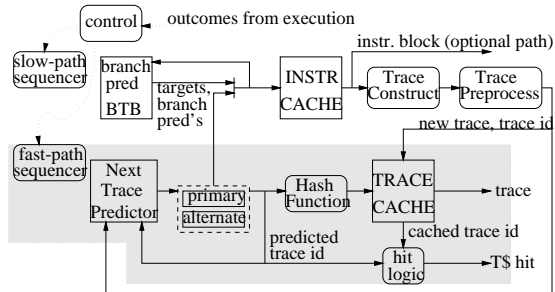 control
outcomes from execution
slow-path
sequencer
branch
pred
BTB
targets,
branch
pred's
INSTR
CACHE
instr. block (optional path)
Trace
Construct
Trace
Preprocess
new trace, trace id
fast-path
sequencer
Next
Trace
Predictor
primary
alternate
Hash
Function
TRACE
CACHE
trace
cached trace id
predicted
trace id
hit
logic
T$ hit